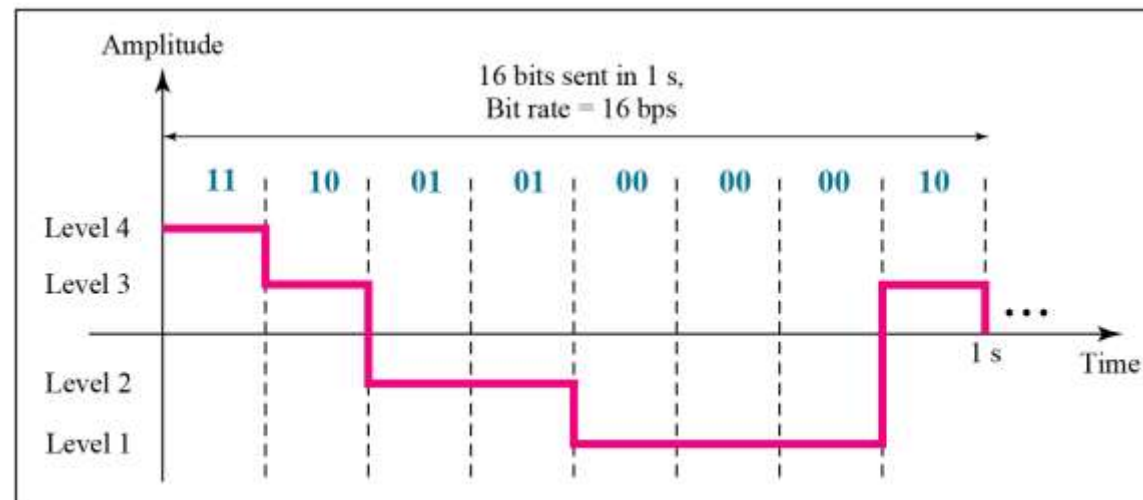 Amplitude
16 bits sent in 1 s,
Bit rate = 16 bps
11 10 01 01 00 00 00 10
Level 4
Level 3
•••
1 s
Time
Level 2
Level 1